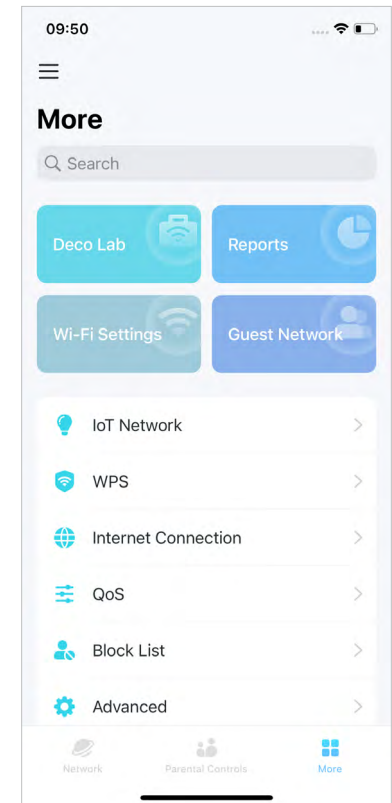 09:50
More
Search
Deco Lab
Reports
Wi-Fi Settings
Guest Network
IoT Network
WPS
Internet Connection
QoS
Block List
Advanced
Network
Parental Controls
More